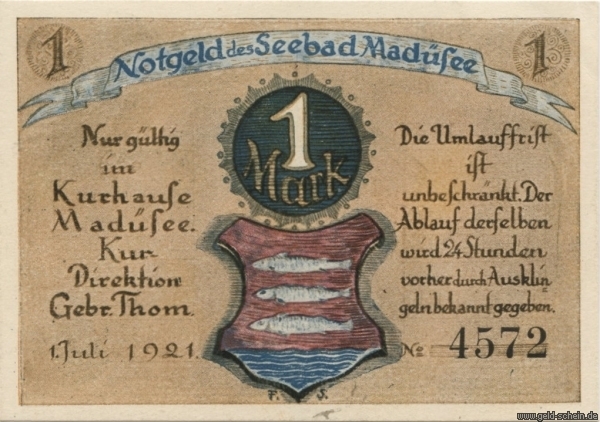 1
Notgeld des Seebad Madüsee
1
1
Mark
Nur gültig
im
Kurhause
Madüsee.
Kur-
Direktion
Gebr. Thom.
1. Juli 1921.
Die Umlauffrist
ist
unbeschränkt. Der
Ablauf derselben
wird 24 Stunden
vorher durch Ausklin
geln bekannt gegeben.
No 4572
F. S.
www.geld-schein.de